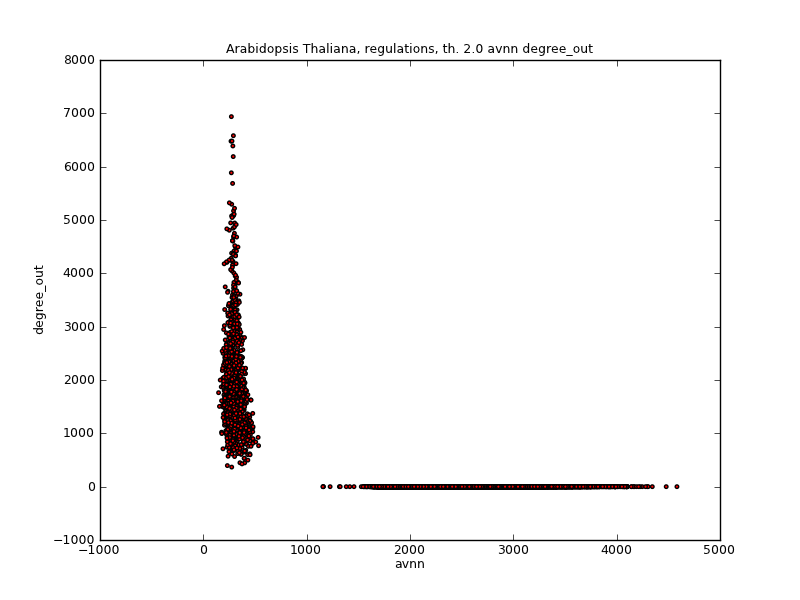 Arabidopsis Thaliana, regulations, th. 2.0 avnn degree_out
8000
7000
6000
5000
4000
3000
2000
1000
0
−1000
degree_out
−1000 0 1000 2000 3000 4000 5000
avnn